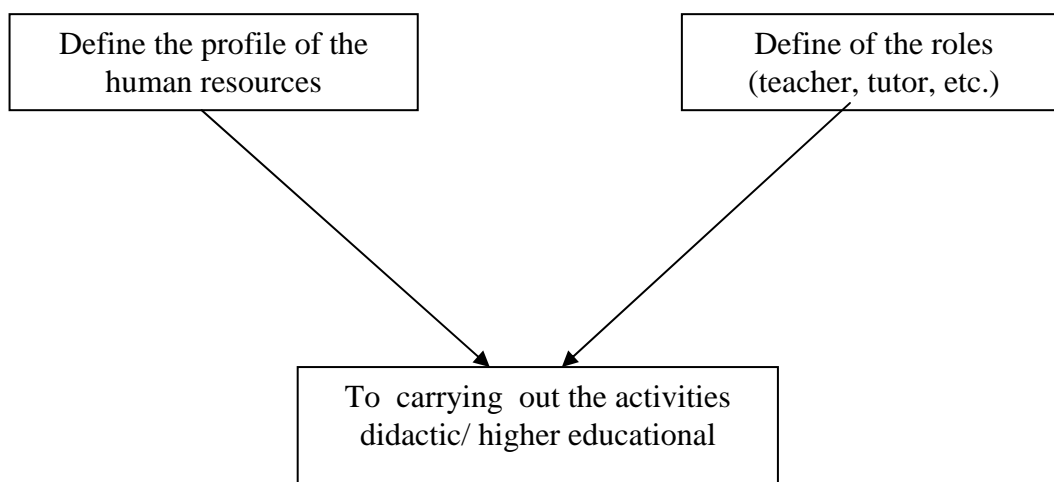 Define the profile of the
human resources
Define of the roles
(teacher, tutor, etc.)
To carrying out the activities
didactic/ higher educational